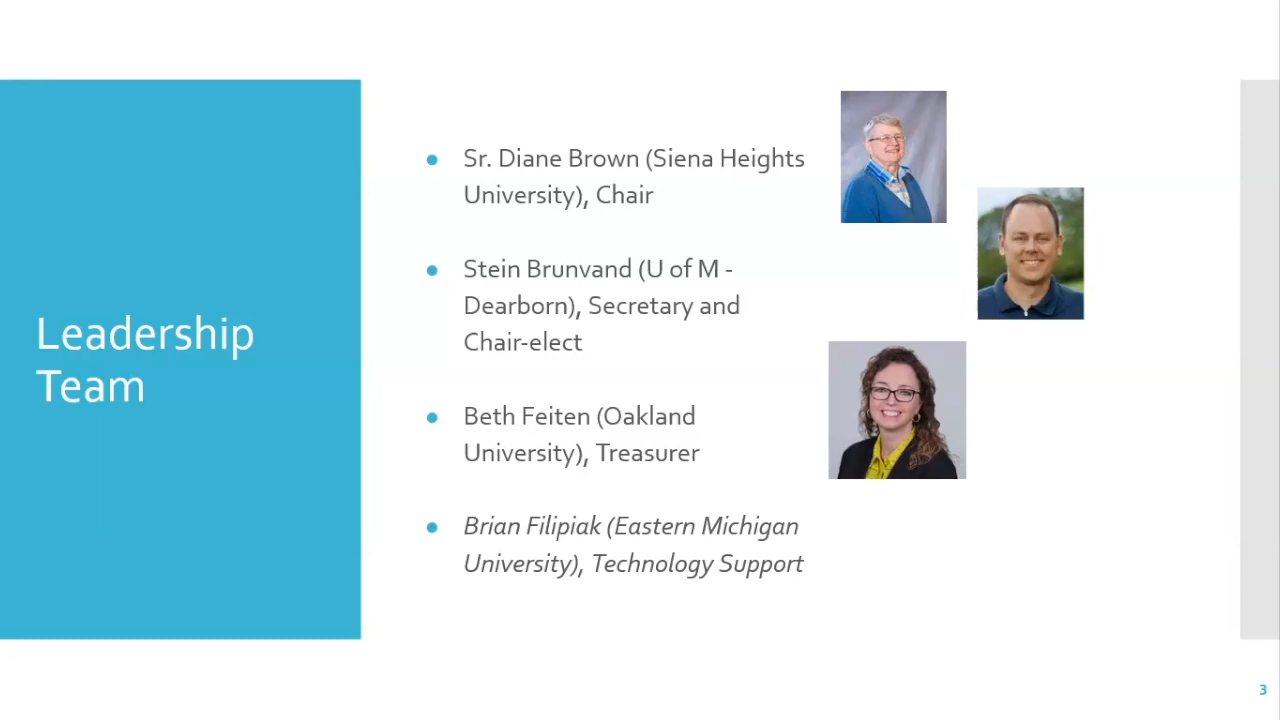 Leadership
Team
Sr. Diane Brown (Siena Heights
University), Chair
Stein Brunvand (U of M -
Dearborn), Secretary and
Chair-elect
Beth Feiten (Oakland
University), Treasurer
Brian Filipiak (Eastern Michigan
University), Technology Support
3